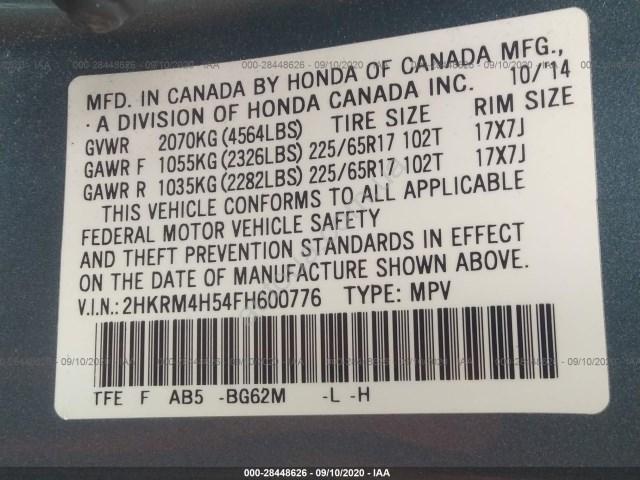 000-28448626 - 09/10/2020 - IAA
MFD. IN CANADA BY HONDA OF CANADA MFG.,
·A DIVISION OF HONDA CANADA INC. 10/14
GVWR 2070KG(4564LBS) TIRE SIZE RIM SIZE
GAWR F 1055KG(2326LBS) 225/65R17 102T 17X7J
GAWR R 1035KG(2282LBS) 225/65R17 102T 17X7J
THIS VEHICLE CONFORMS TO ALL APPLICABLE
FEDERAL MOTOR VEHICLE SAFETY
AND THEFT PREVENTION STANDARDS IN EFFECT
ON THE DATE OF MANUFACTURE SHOWN ABOVE.
V.I.N.: 2HKRM4H54FH600776 TYPE: MPV
TFE F AB5 -BG62M -L -H
000-28448626 - 09/10/2020 - IAA